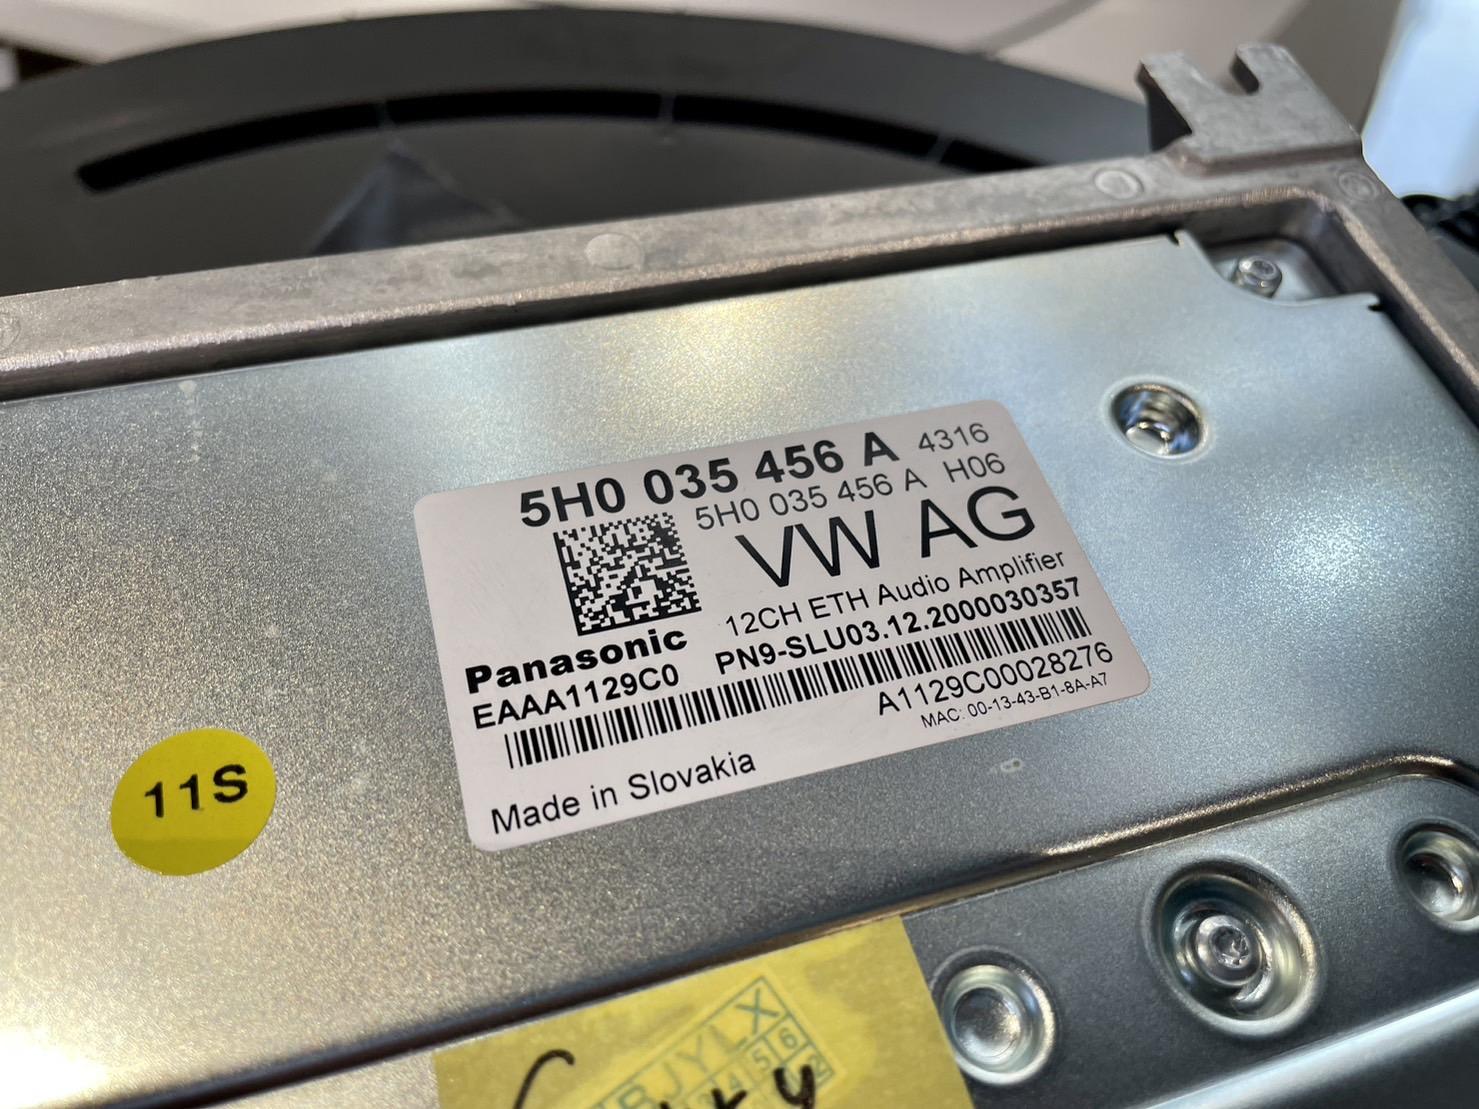 5H0 035 456 A 4316
5H0 035 456 A H06
VW AG
12CH ETH Audio Amplifier
Panasonic PN9-SLU03.12.2000030357
EAAA1129C0
A1129C00028276
MAC: 00-13-43-B1-8A-A7
Made in Slovakia
11S